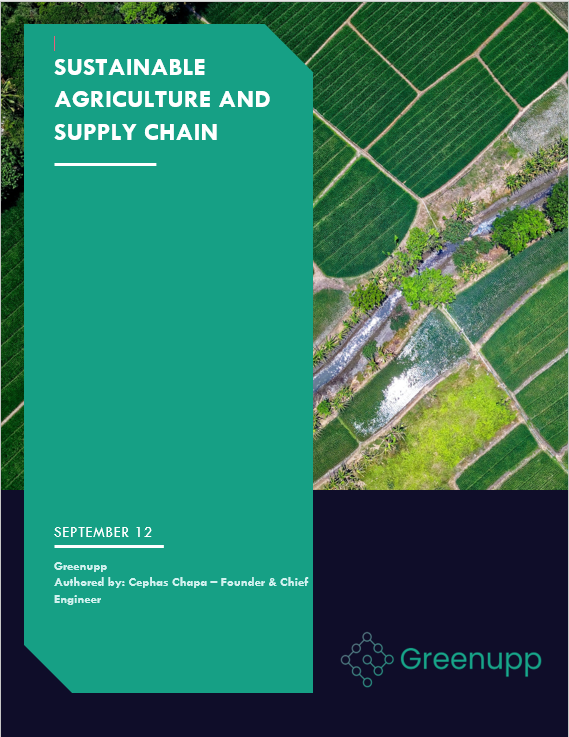 SUSTAINABLE
AGRICULTURE AND
SUPPLY CHAIN
SEPTEMBER 12
Greenupp
Authored by: Cephas Chapa – Founder & Chief
Engineer
Greenupp